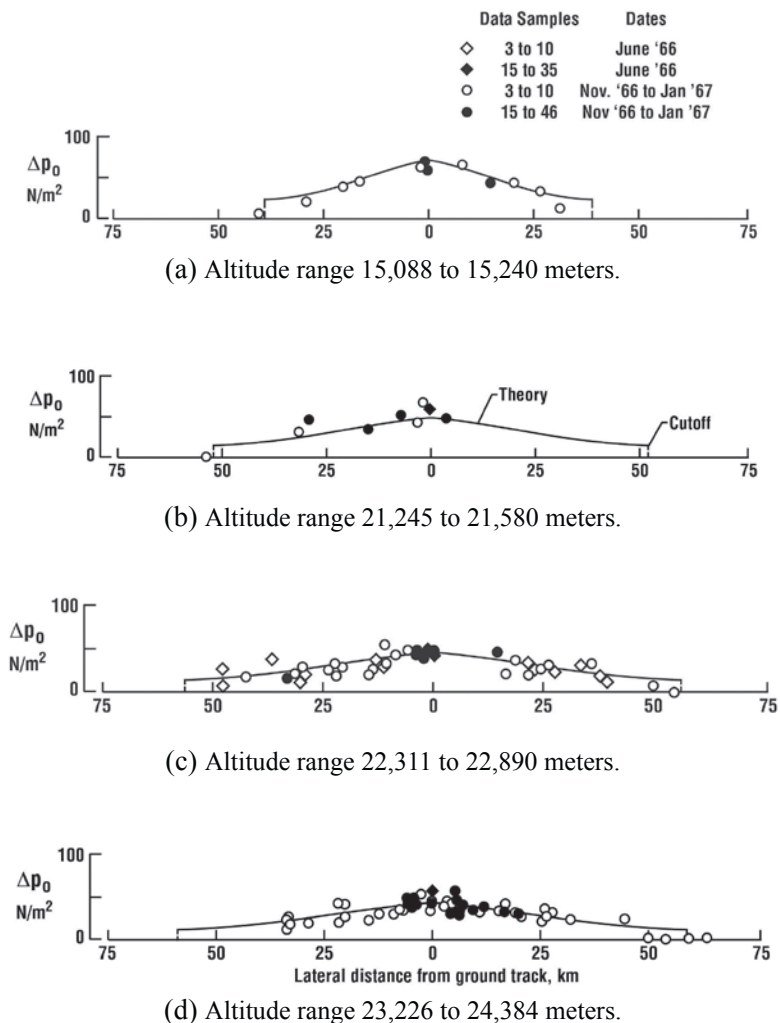 Data Samples Dates
3 to 10 June '66
15 to 35 June '66
3 to 10 Nov. '66 to Jan '67
15 to 46 Nov '66 to Jan '67
100
Δp₀
N/m²
0
75 50 25 0 25 50 75
(a) Altitude range 15,088 to 15,240 meters.
100
Δp₀
N/m²
0
Theory
Cutoff
75 50 25 0 25 50 75
(b) Altitude range 21,245 to 21,580 meters.
100
Δp₀
N/m²
0
75 50 25 0 25 50 75
(c) Altitude range 22,311 to 22,890 meters.
100
Δp₀
N/m²
0
75 50 25 0 25 50 75
Lateral distance from ground track, km
(d) Altitude range 23,226 to 24,384 meters.